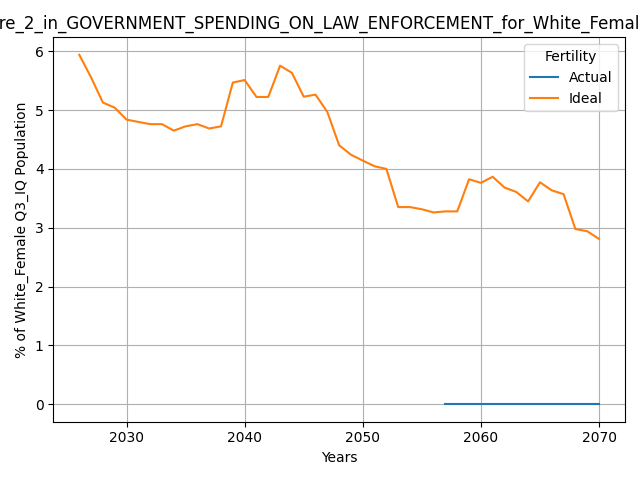 re_2_in_GOVERNMENT_SPENDING_ON_LAW_ENFORCEMENT_for_White_Femal
Fertility
Actual
Ideal
% of White_Female Q3_IQ Population
6
5
4
3
2
1
0
2030 2040 2050 2060 2070
Years